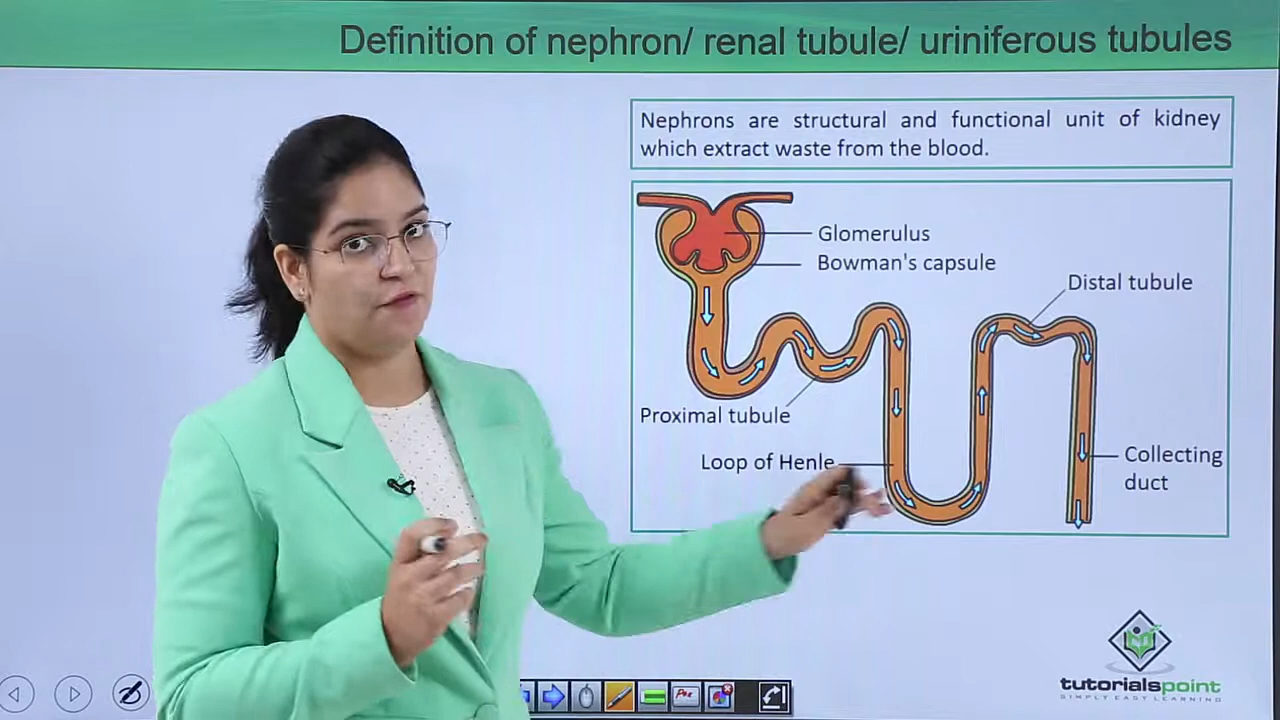 Definition of nephron/ renal tubule/ uriniferous tubules
Nephrons are structural and functional unit of kidney
which extract waste from the blood.
Glomerulus
Bowman's capsule
Distal tubule
Proximal tubule
Loop of Henle
Collecting
duct
tutorialspoint
SIMPLY EASY LEARNING